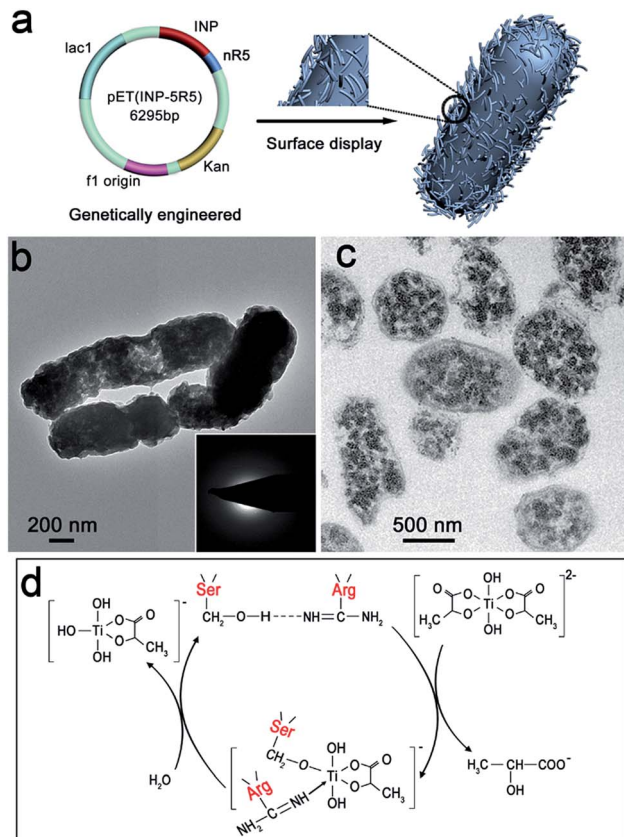 a
INP
lac1
nR5
pET(INP-5R5)
6295bp
Kan
f1 origin
Surface display
Genetically engineered
b
200 nm
c
500 nm
d
Ser
CH2—O—H----NH=C—NH2
Arg
[HO—Ti OH OH O O O CH3]-
[OH Ti OH O O O CH3 O O O H3C]2-
H2O
[Ser CH2 O Ti OH OH O O O CH3 Arg NH2 C NH]-
H3C—CH—COO-
OH